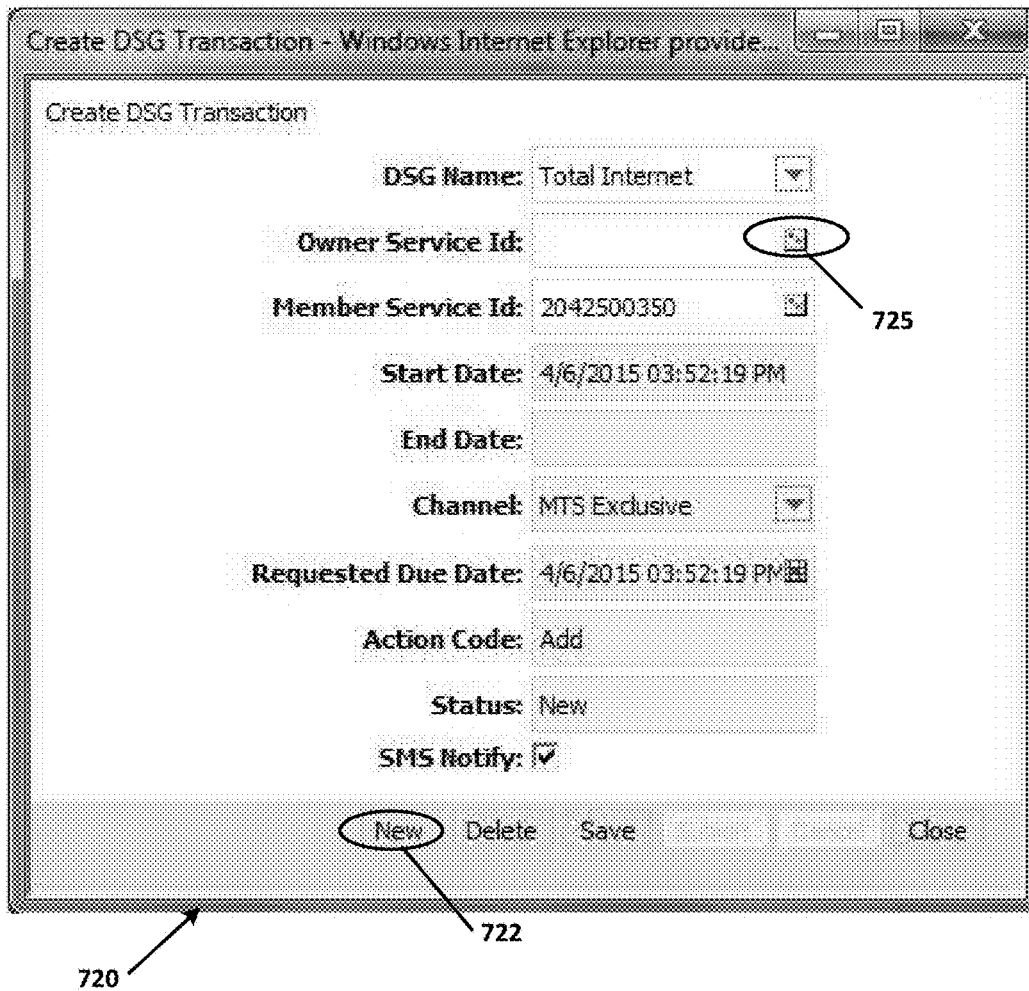 Create DSG Transaction - Windows Internet Explorer provide...
Create DSG Transaction
DSG Name: Total Internet
Owner Service Id:
725
Member Service Id: 2042500350
Start Date: 4/6/2015 03:52:19 PM
End Date:
Channel: MTS Exclusive
Requested Due Date: 4/6/2015 03:52:19 PM
Action Code: Add
Status: New
SMS Notify:
New Delete Save Close
722
720